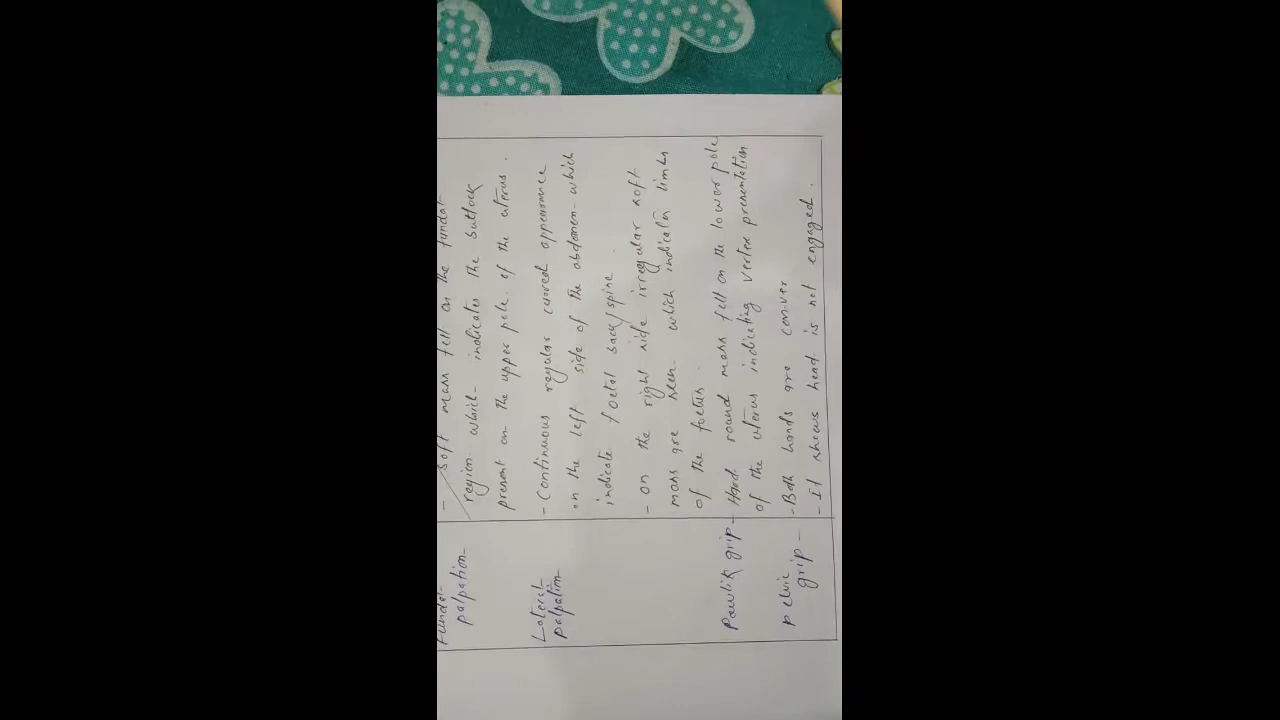 Fundal palpation - - Soft mass felt on the fundal
region which indicates the buttock
present on the upper pole of the uterus.
Lateral palpation - - Continuous regular curved appearance
on the left side of the abdomen which
indicate foetal back/spine.
- on the right side irregular soft
mass are seen which indicates limbs
of the foetus.
Pawlik grip - - Hard round mass felt on the lower pole
of the uterus indicating vertex presentation
pelvic grip - - Both hands are conver
- It shows head is not engaged.